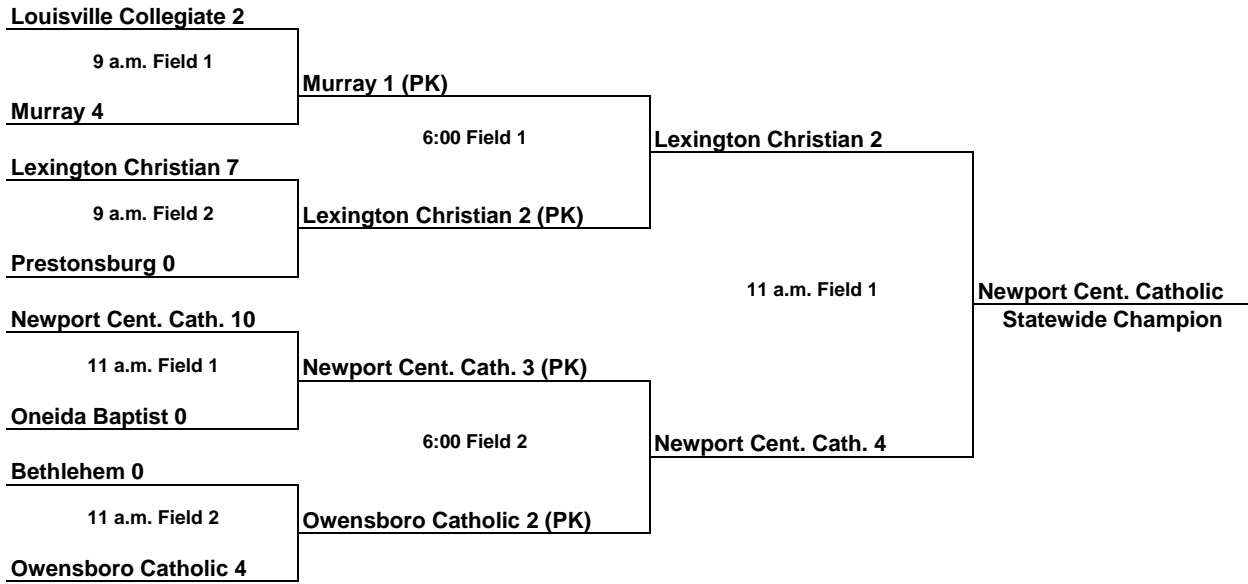 Louisville Collegiate 2
9 a.m. Field 1
Murray 4
Lexington Christian 7
9 a.m. Field 2
Prestonsburg 0
Newport Cent. Cath. 10
11 a.m. Field 1
Oneida Baptist 0
Bethlehem 0
11 a.m. Field 2
Owensboro Catholic 4
Murray 1 (PK)
6:00 Field 1
Lexington Christian 2 (PK)
Newport Cent. Cath. 3 (PK)
6:00 Field 2
Owensboro Catholic 2 (PK)
Lexington Christian 2
11 a.m. Field 1
Newport Cent. Cath. 4
Newport Cent. Catholic
Statewide Champion